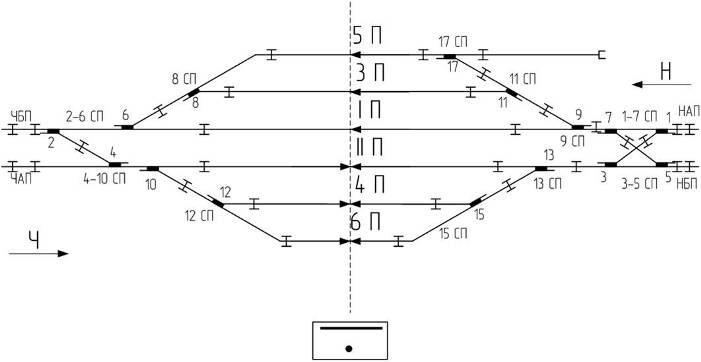 5 П
17 СП
17
8 СП
8
3 П
11 СП
11
Н
ЧБП
2-6 СП
6
I П
9
9 СП
7
1-7 СП
1
НАП
2
4
ЧАП
4-10 СП
10
II П
13
13 СП
3
3-5 СП
5
НБП
12
12 СП
4 П
15
15 СП
6 П
Ч